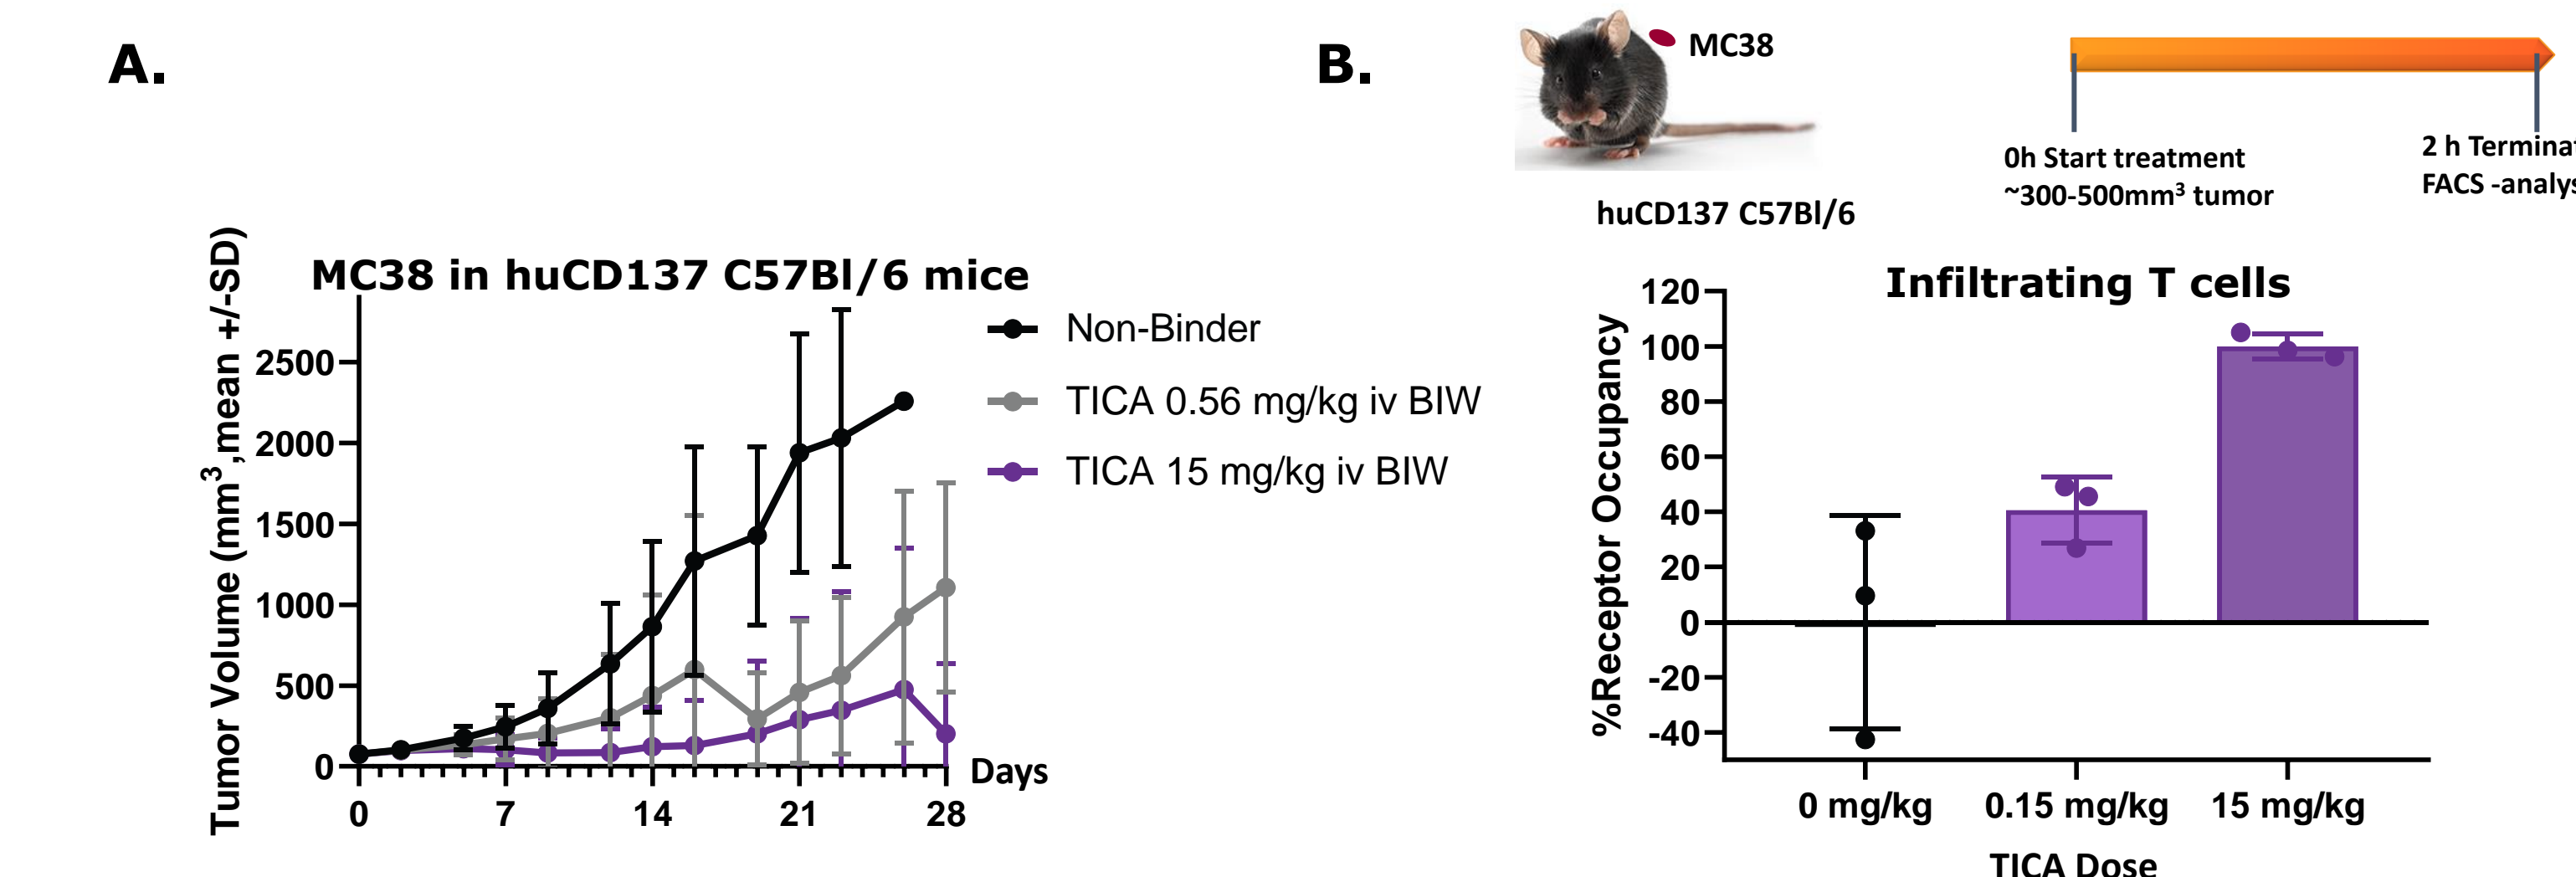 A.
MC38 in huCD137 C57Bl/6 mice
Tumor Volume (mm³,mean +/-SD)
2500
2000
1500
1000
500
0
0 7 14 21 28
Days
Non-Binder
TICA 0.56 mg/kg iv BIW
TICA 15 mg/kg iv BIW
B.
MC38
huCD137 C57Bl/6
0h Start treatment
~300-500mm³ tumor
2 h
FACS
Infiltrating T cells
%Receptor Occupancy
120
100
80
60
40
20
0
-20
-40
0 mg/kg 0.15 mg/kg 15 mg/kg
TICA Dose